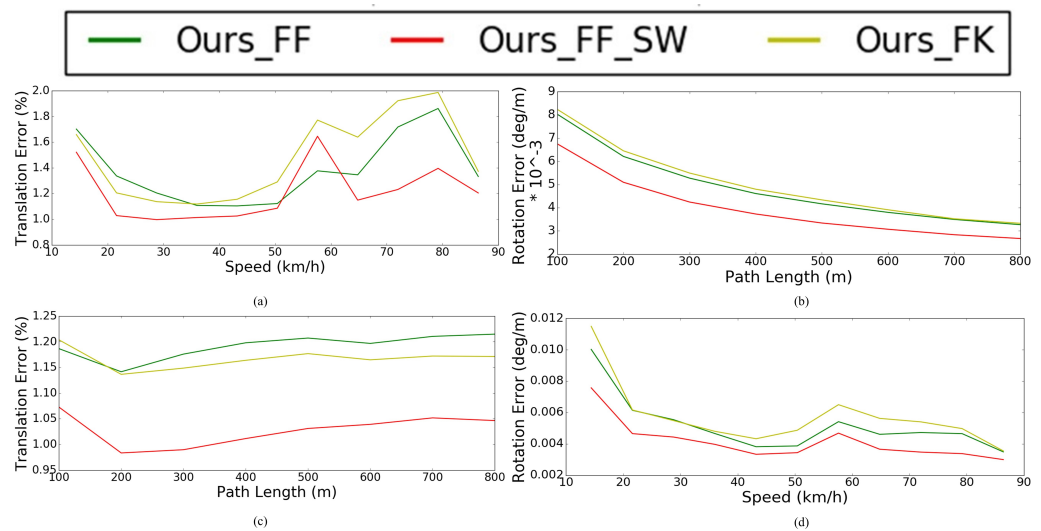 Ours_FF Ours_FF_SW Ours_FK
Translation Error (%)
2.0
1.8
1.6
1.4
1.2
1.0
0.8
10 20 30 40 50 60 70 80 90
Speed (km/h)
(a)
Rotation Error (deg/m)
* 10^-3
9
8
7
6
5
4
3
2
100 200 300 400 500 600 700 800
Path Length (m)
(b)
Translation Error (%)
1.25
1.20
1.15
1.10
1.05
1.00
0.95
100 200 300 400 500 600 700 800
Path Length (m)
(c)
Rotation Error (deg/m)
0.012
0.010
0.008
0.006
0.004
0.002
10 20 30 40 50 60 70 80 90
Speed (km/h)
(d)